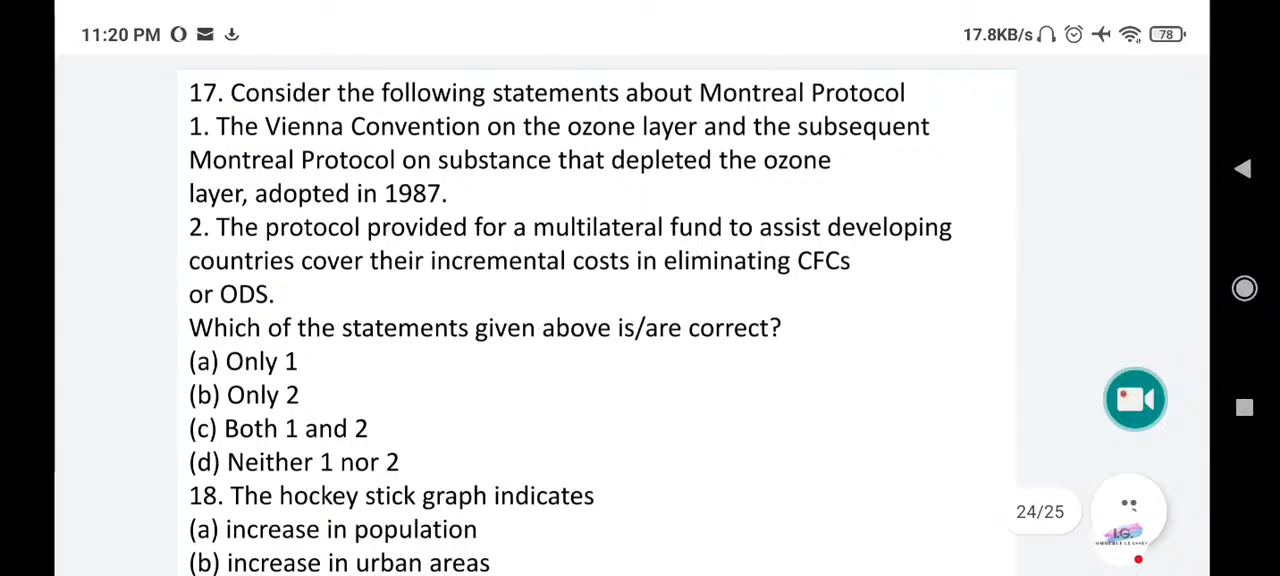 11:20 PM
17.8KB/s
78
17. Consider the following statements about Montreal Protocol
1. The Vienna Convention on the ozone layer and the subsequent
Montreal Protocol on substance that depleted the ozone
layer, adopted in 1987.
2. The protocol provided for a multilateral fund to assist developing
countries cover their incremental costs in eliminating CFCs
or ODS.
Which of the statements given above is/are correct?
(a) Only 1
(b) Only 2
(c) Both 1 and 2
(d) Neither 1 nor 2
18. The hockey stick graph indicates
(a) increase in population
(b) increase in urban areas
24/25
I.G.